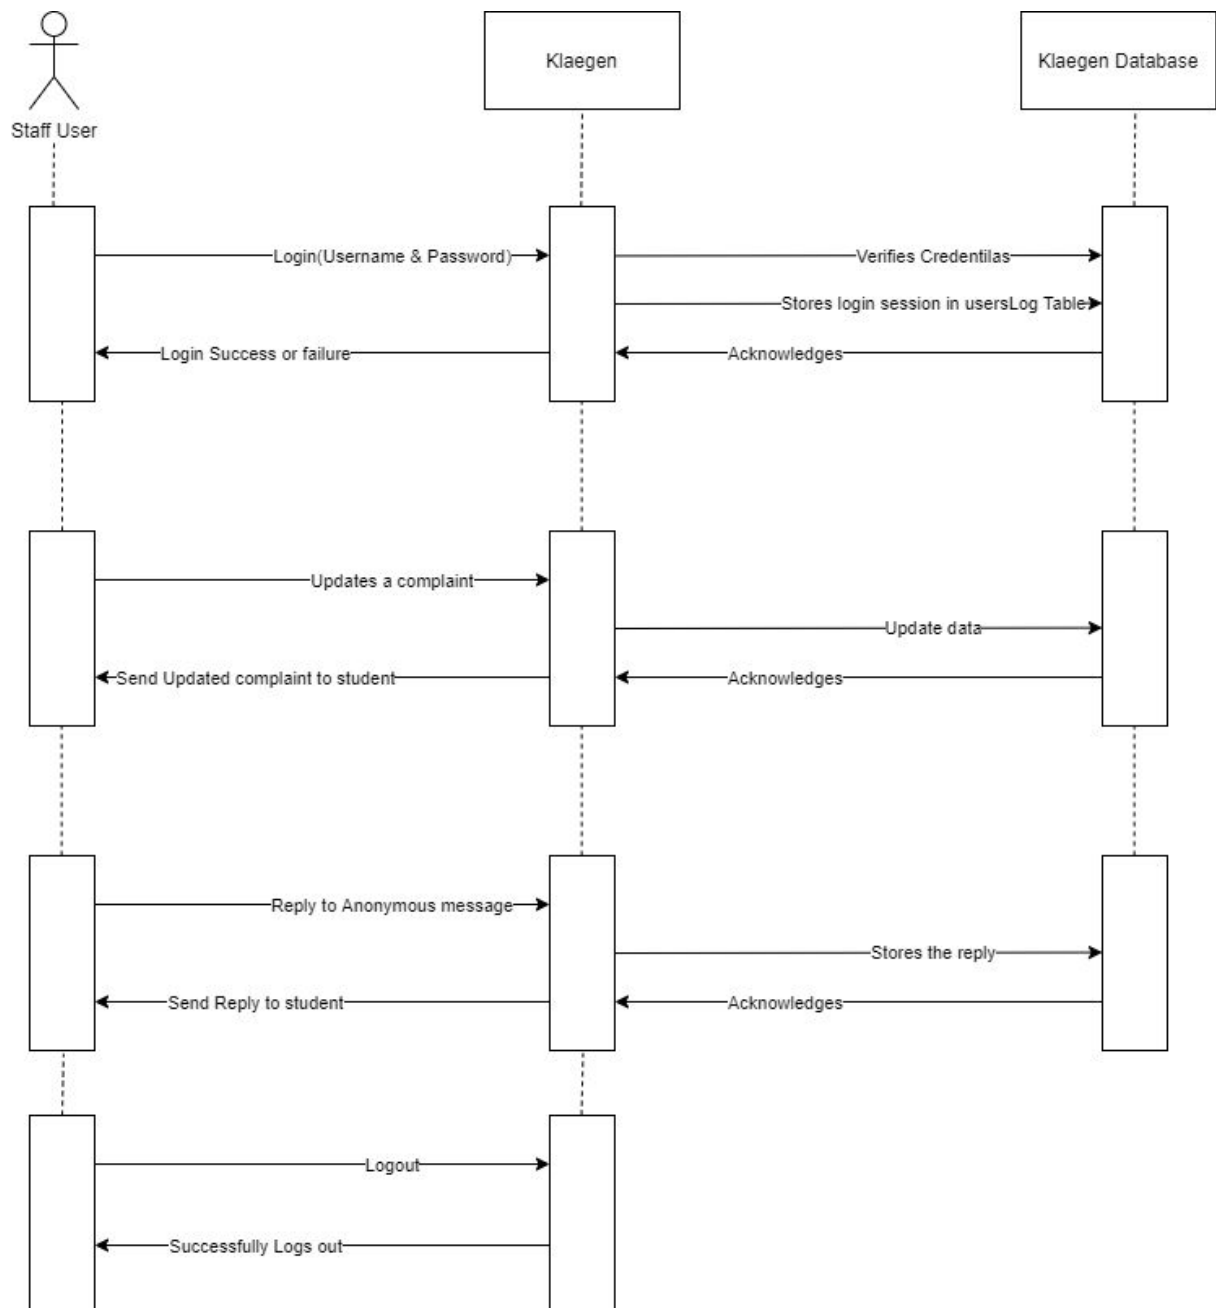 Staff User
Klaegen
Klaegen Database
Login(Username & Password)
Verifies Credentilas
Stores login session in usersLog Table
Login Success or failure
Acknowledges
Updates a complaint
Update data
Send Updated complaint to student
Acknowledges
Reply to Anonymous message
Stores the reply
Send Reply to student
Acknowledges
Logout
Successfully Logs out